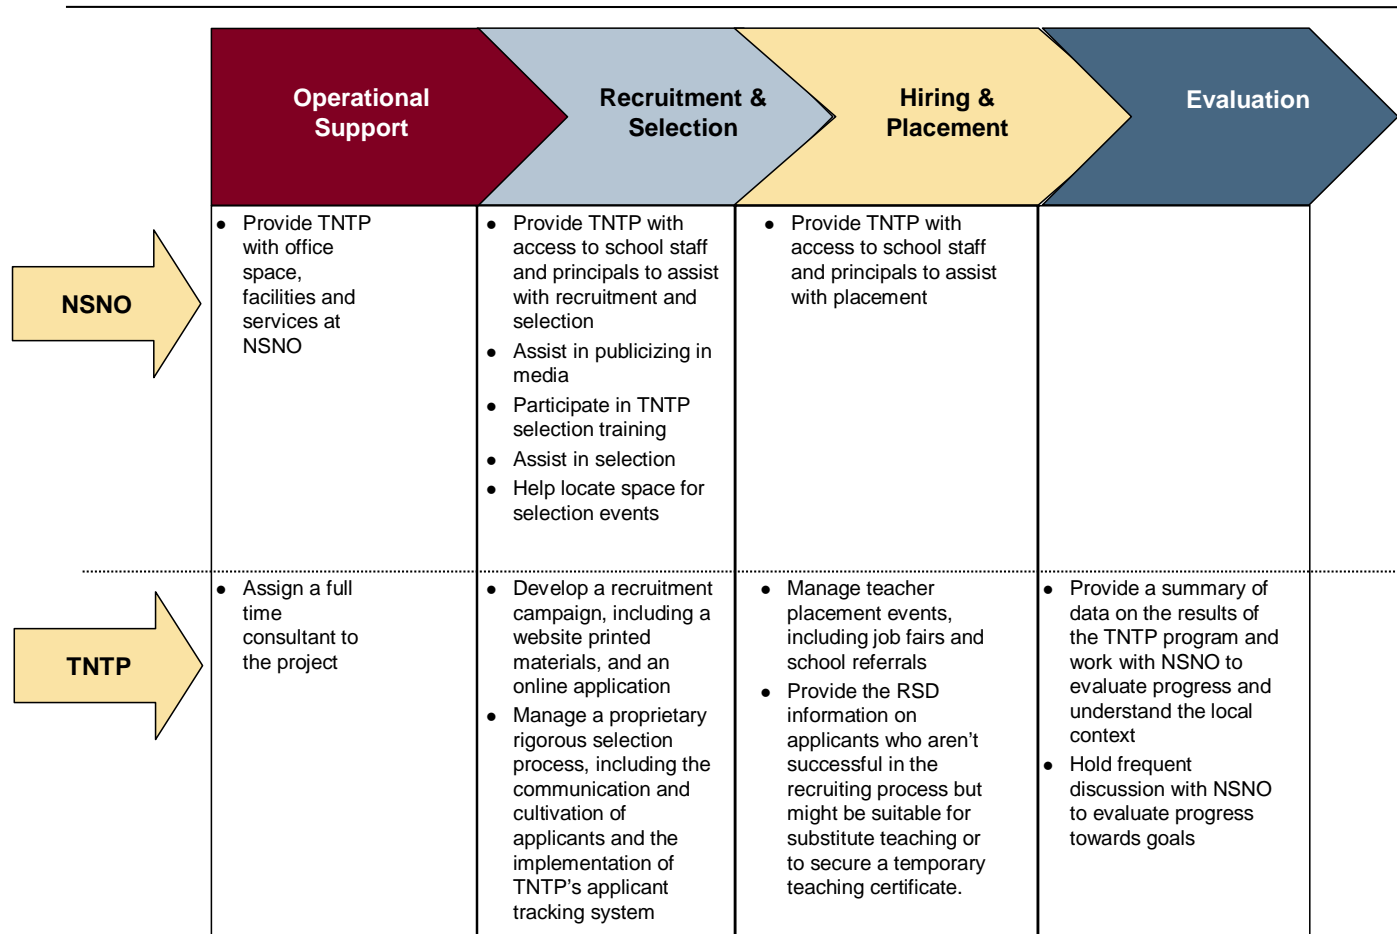 Operational
Support
Recruitment &
Selection
Hiring &
Placement
Evaluation
NSNO
● Provide TNTP
with office
space,
facilities and
services at
NSNO
● Provide TNTP with
access to school staff
and principals to assist
with recruitment and
selection
● Assist in publicizing in
media
● Participate in TNTP
selection training
● Assist in selection
● Help locate space for
selection events
● Provide TNTP with
access to school staff
and principals to assist
with placement
TNTP
● Assign a full
time
consultant to
the project
● Develop a recruitment
campaign, including a
website printed
materials, and an
online application
● Manage a proprietary
rigorous selection
process, including the
communication and
cultivation of
applicants and the
implementation of
TNTP’s applicant
tracking system
● Manage teacher
placement events,
including job fairs and
school referrals
● Provide the RSD
information on
applicants who aren’t
successful in the
recruiting process but
might be suitable for
substitute teaching or
to secure a temporary
teaching certificate.
● Provide a summary of
data on the results of
the TNTP program and
work with NSNO to
evaluate progress and
understand the local
context
● Hold frequent
discussion with NSNO
to evaluate progress
towards goals